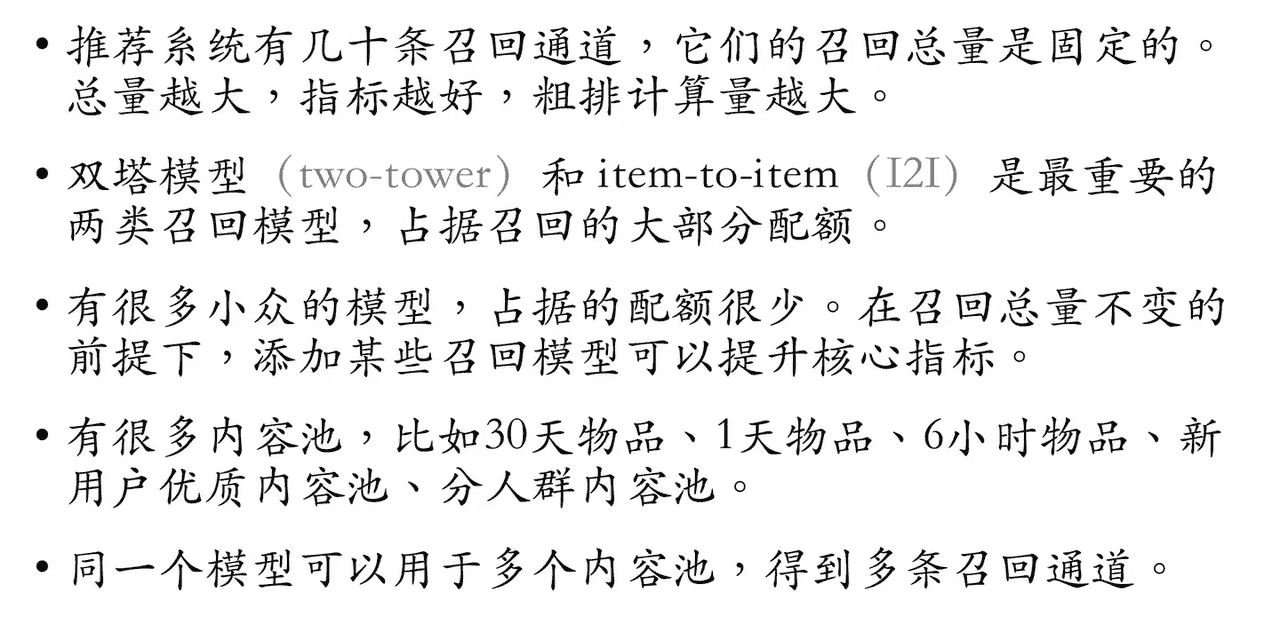 • 推荐系统有几十条召回通道，它们的召回总量是固定的。
总量越大，指标越好，粗排计算量越大。
• 双塔模型（two-tower）和 item-to-item（I2I）是最重要的
两类召回模型，占据召回的大部分配额。
• 有很多小众的模型，占据的配额很少。在召回总量不变的
前提下，添加某些召回模型可以提升核心指标。
• 有很多内容池，比如30天物品、1天物品、6小时物品、新
用户优质内容池、分人群内容池。
• 同一个模型可以用于多个内容池，得到多条召回通道。